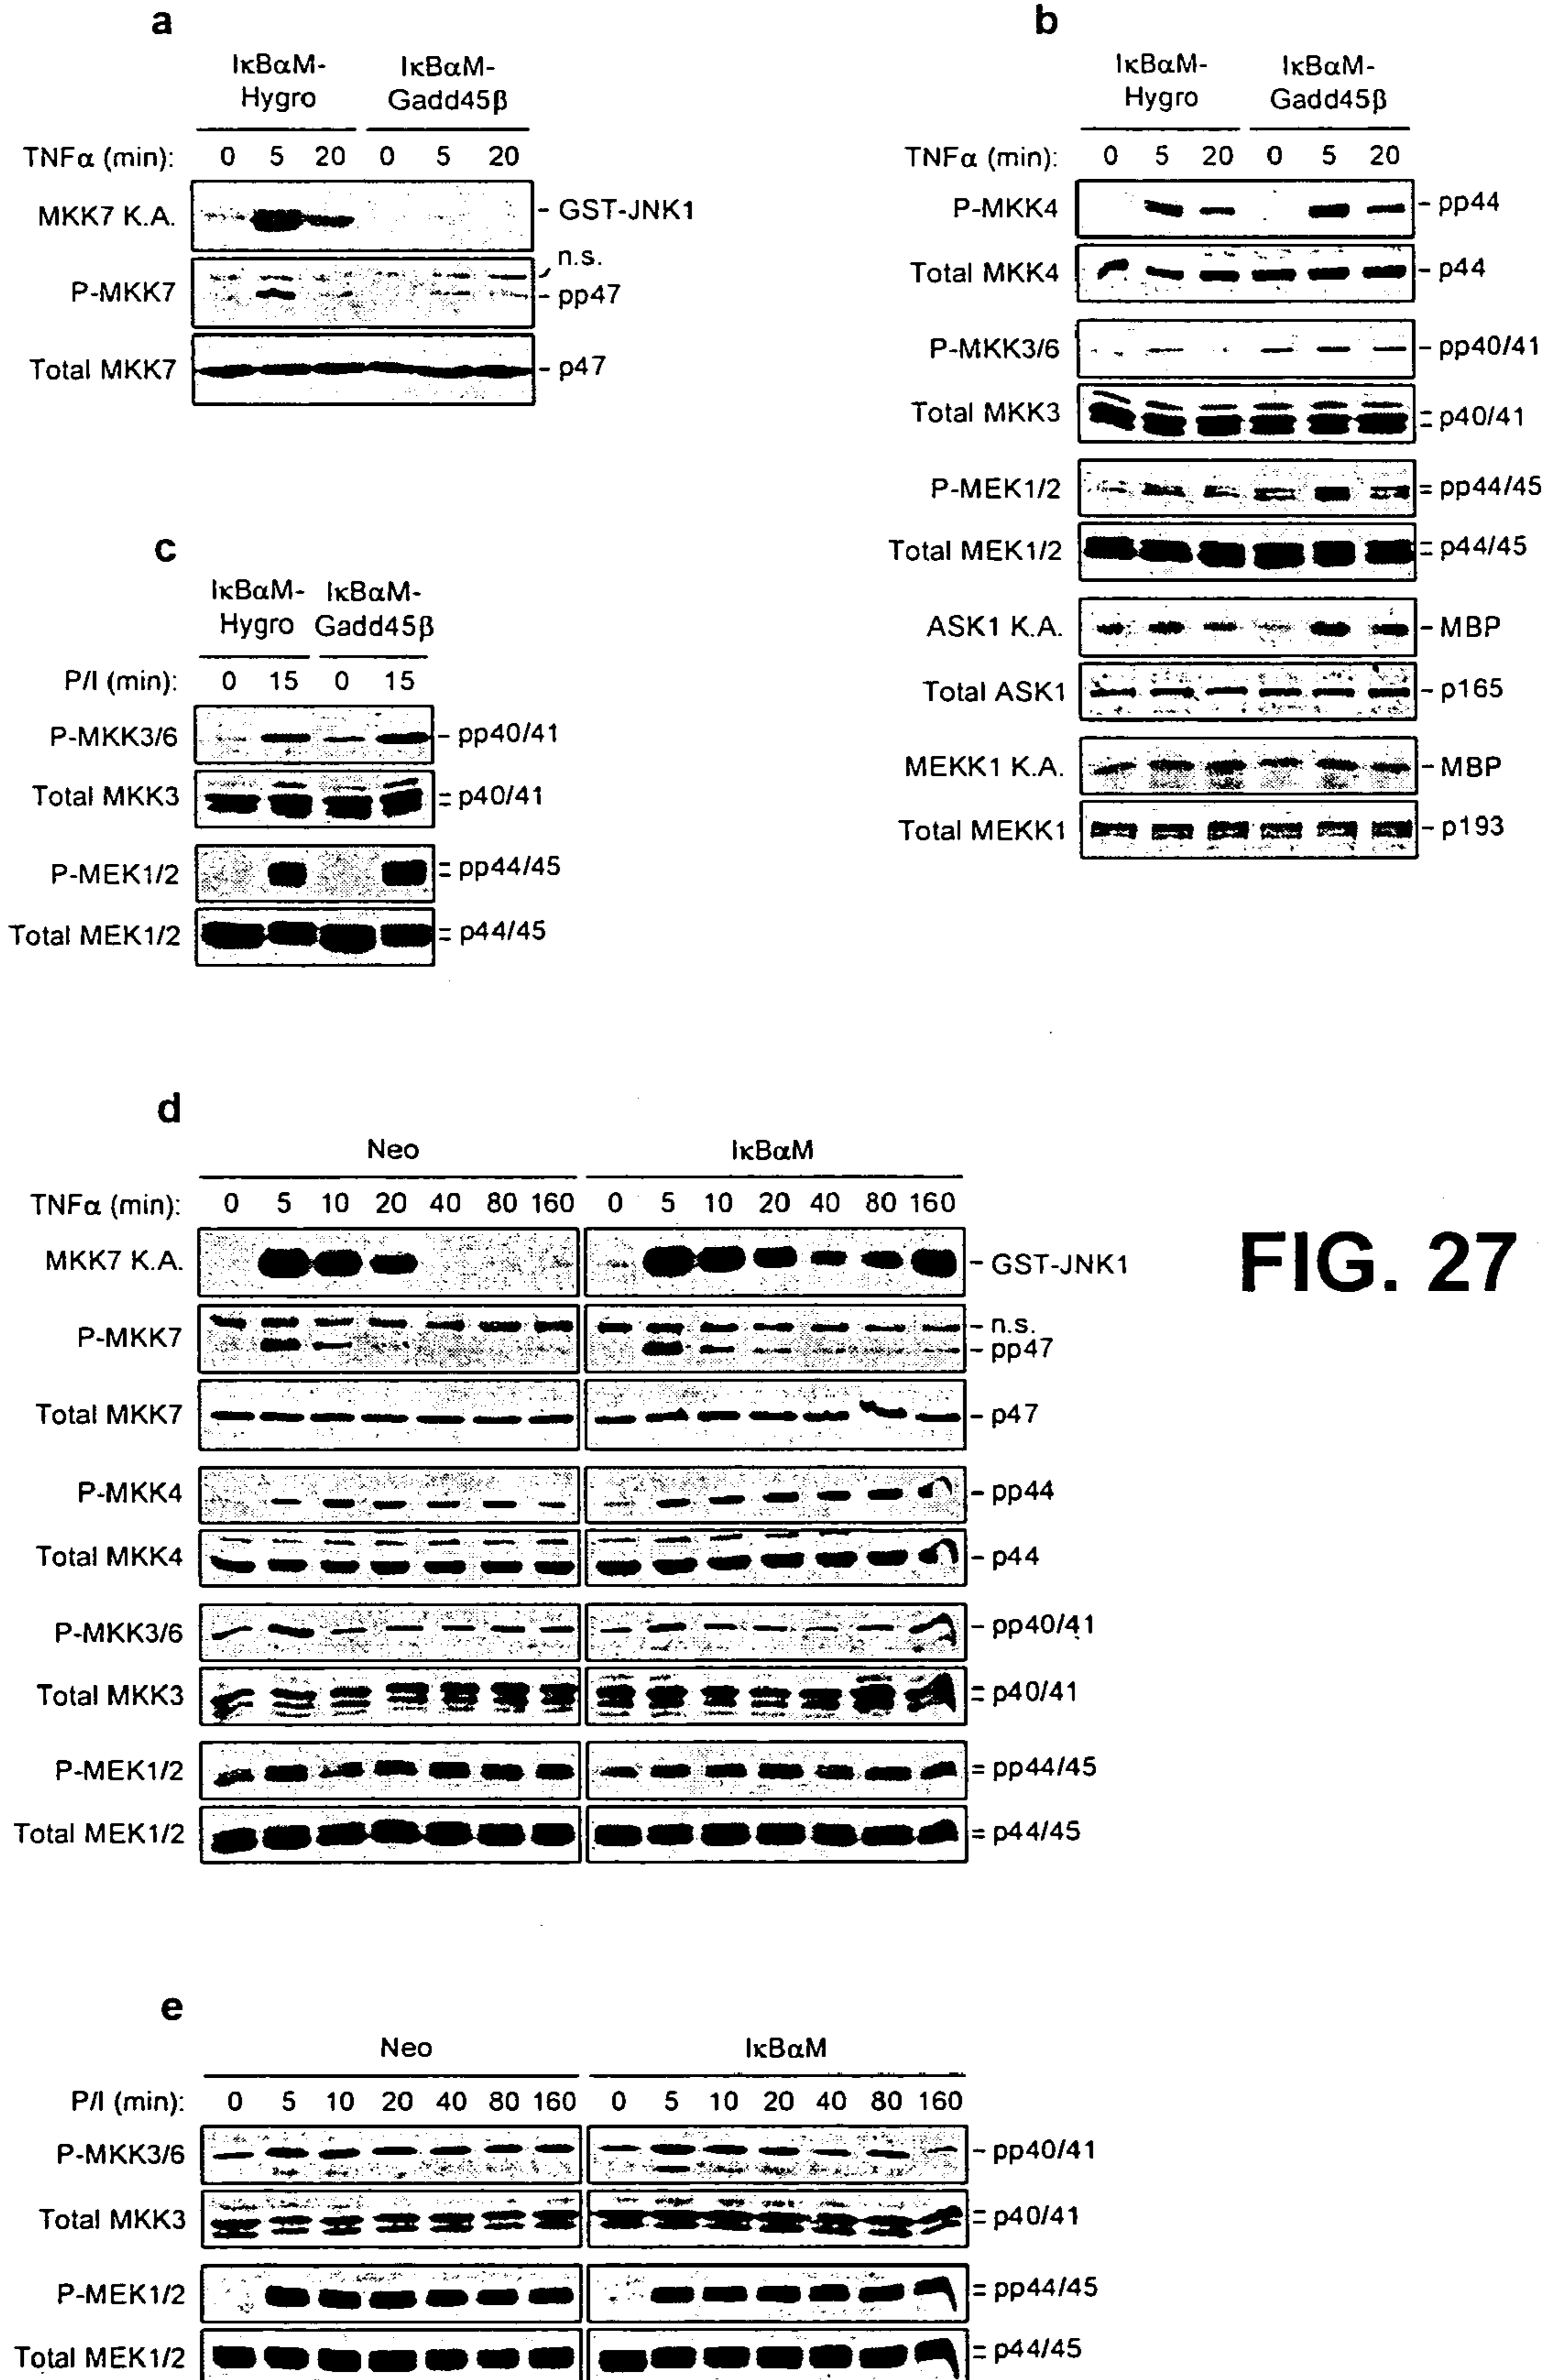 a
IκBαM-
Hygro
IκBαM-
Gadd45β
TNFα (min): 0 5 20 0 5 20
MKK7 K.A. GST-JNK1
n.s.
P-MKK7 pp47
Total MKK7 p47
b
IκBαM-
Hygro
IκBαM-
Gadd45β
TNFα (min): 0 5 20 0 5 20
P-MKK4 pp44
Total MKK4 p44
P-MKK3/6 pp40/41
Total MKK3 p40/41
P-MEK1/2 pp44/45
Total MEK1/2 p44/45
ASK1 K.A. MBP
Total ASK1 p165
MEKK1 K.A. MBP
Total MEKK1 p193
c
IκBαM-
Hygro
IκBαM-
Gadd45β
P/I (min): 0 15 0 15
P-MKK3/6 pp40/41
Total MKK3 p40/41
P-MEK1/2 pp44/45
Total MEK1/2 p44/45
d
Neo IκBαM
TNFα (min): 0 5 10 20 40 80 160 0 5 10 20 40 80 160
MKK7 K.A. GST-JNK1
n.s.
P-MKK7 pp47
Total MKK7 p47
P-MKK4 pp44
Total MKK4 p44
P-MKK3/6 pp40/41
Total MKK3 p40/41
P-MEK1/2 pp44/45
Total MEK1/2 p44/45
FIG. 27
e
Neo IκBαM
P/I (min): 0 5 10 20 40 80 160 0 5 10 20 40 80 160
P-MKK3/6 pp40/41
Total MKK3 p40/41
P-MEK1/2 pp44/45
Total MEK1/2 p44/45